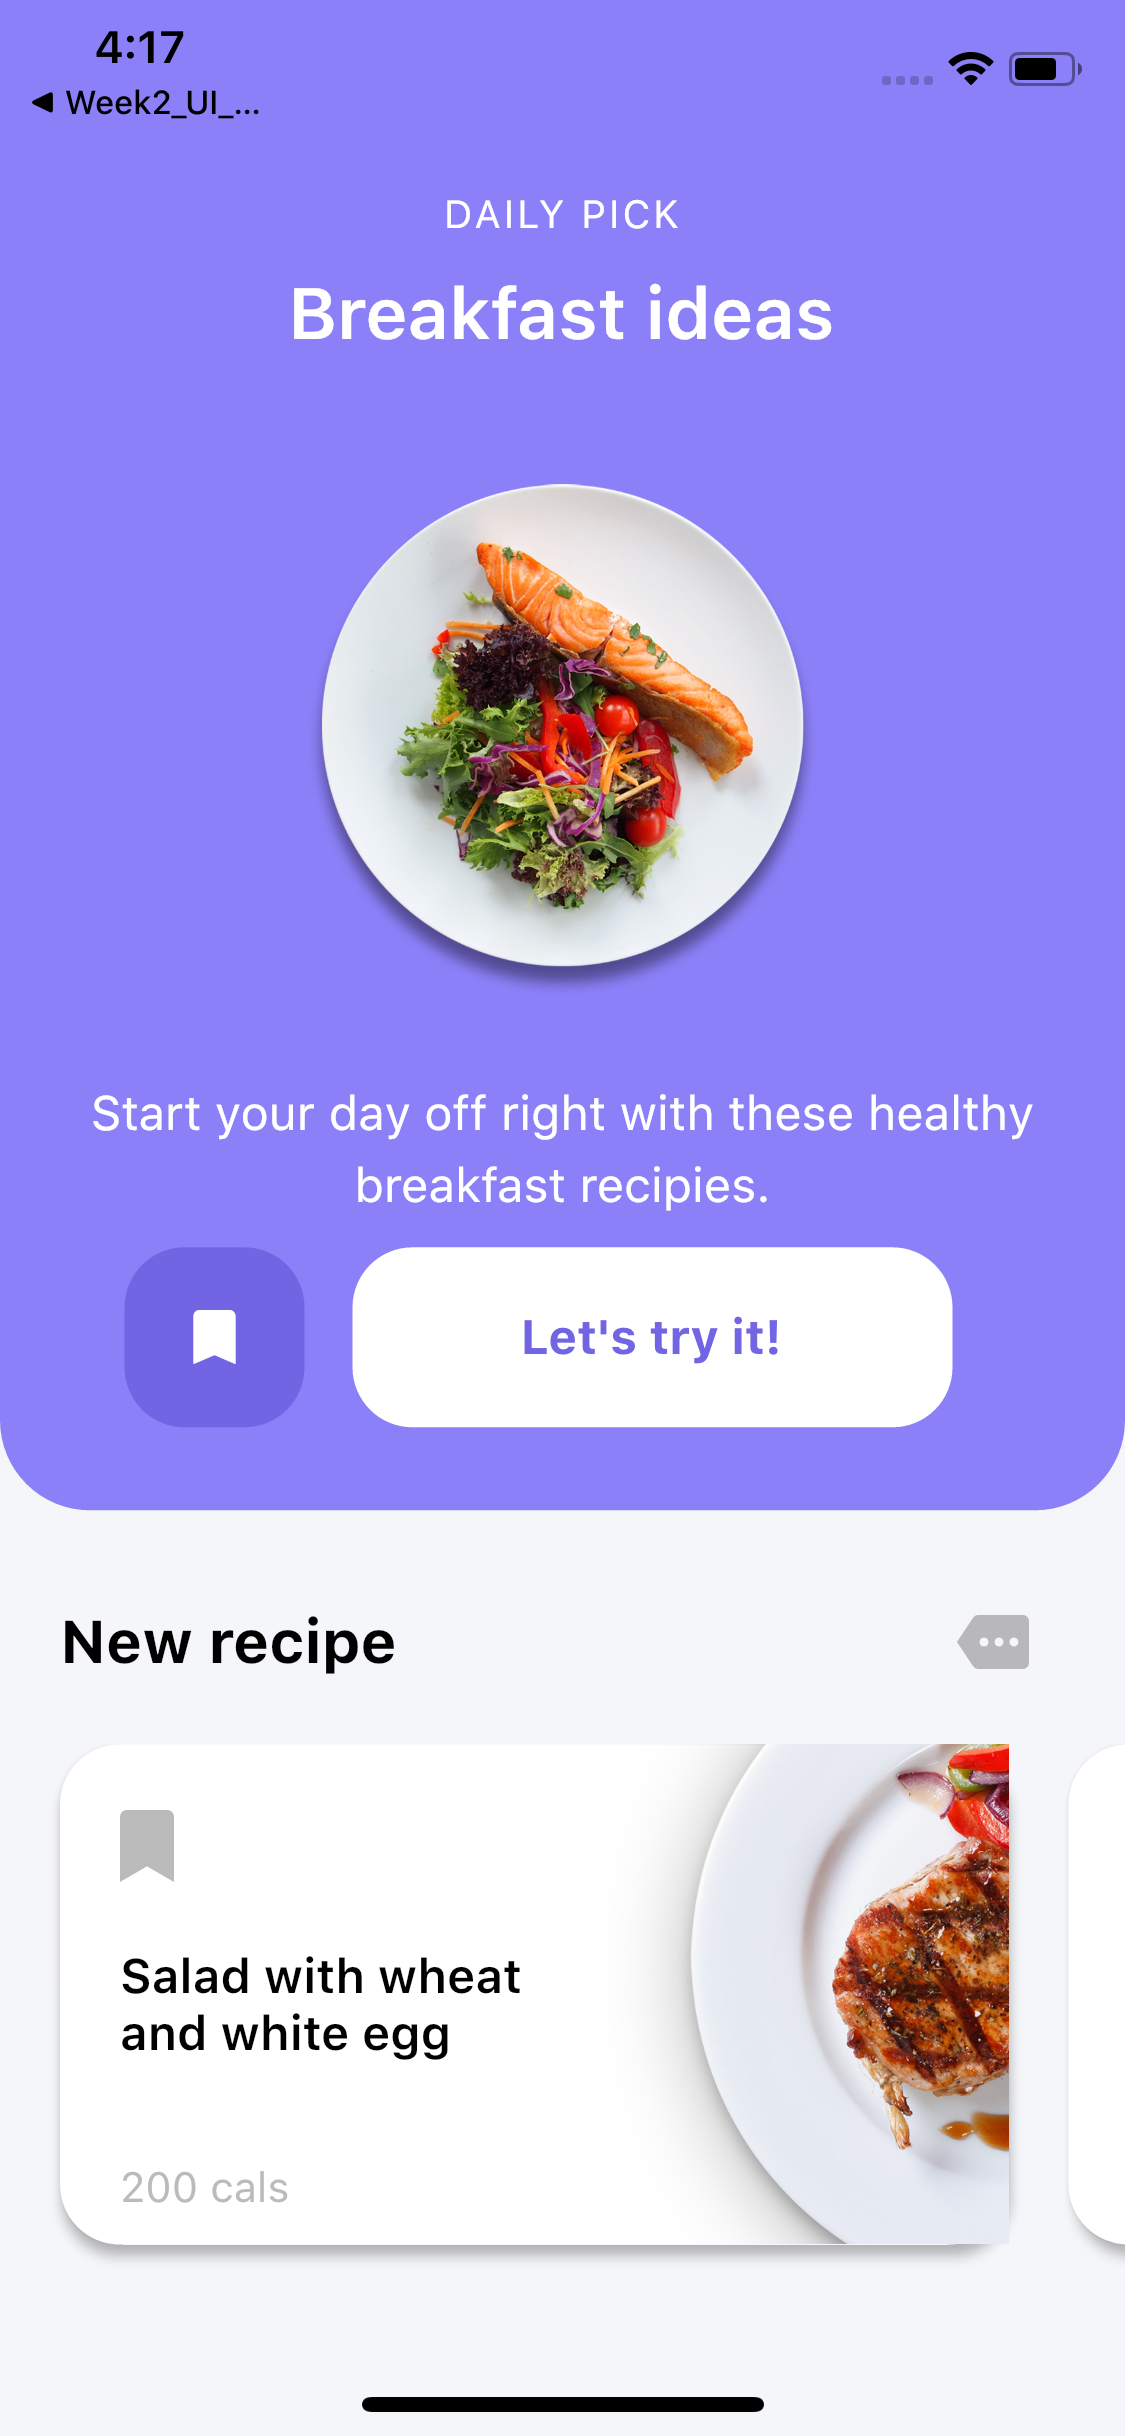 4:17
◀ Week2_UI_...
DAILY PICK
Breakfast ideas
Start your day off right with these healthy
breakfast recipies.
Let's try it!
New recipe
Salad with wheat
and white egg
200 cals